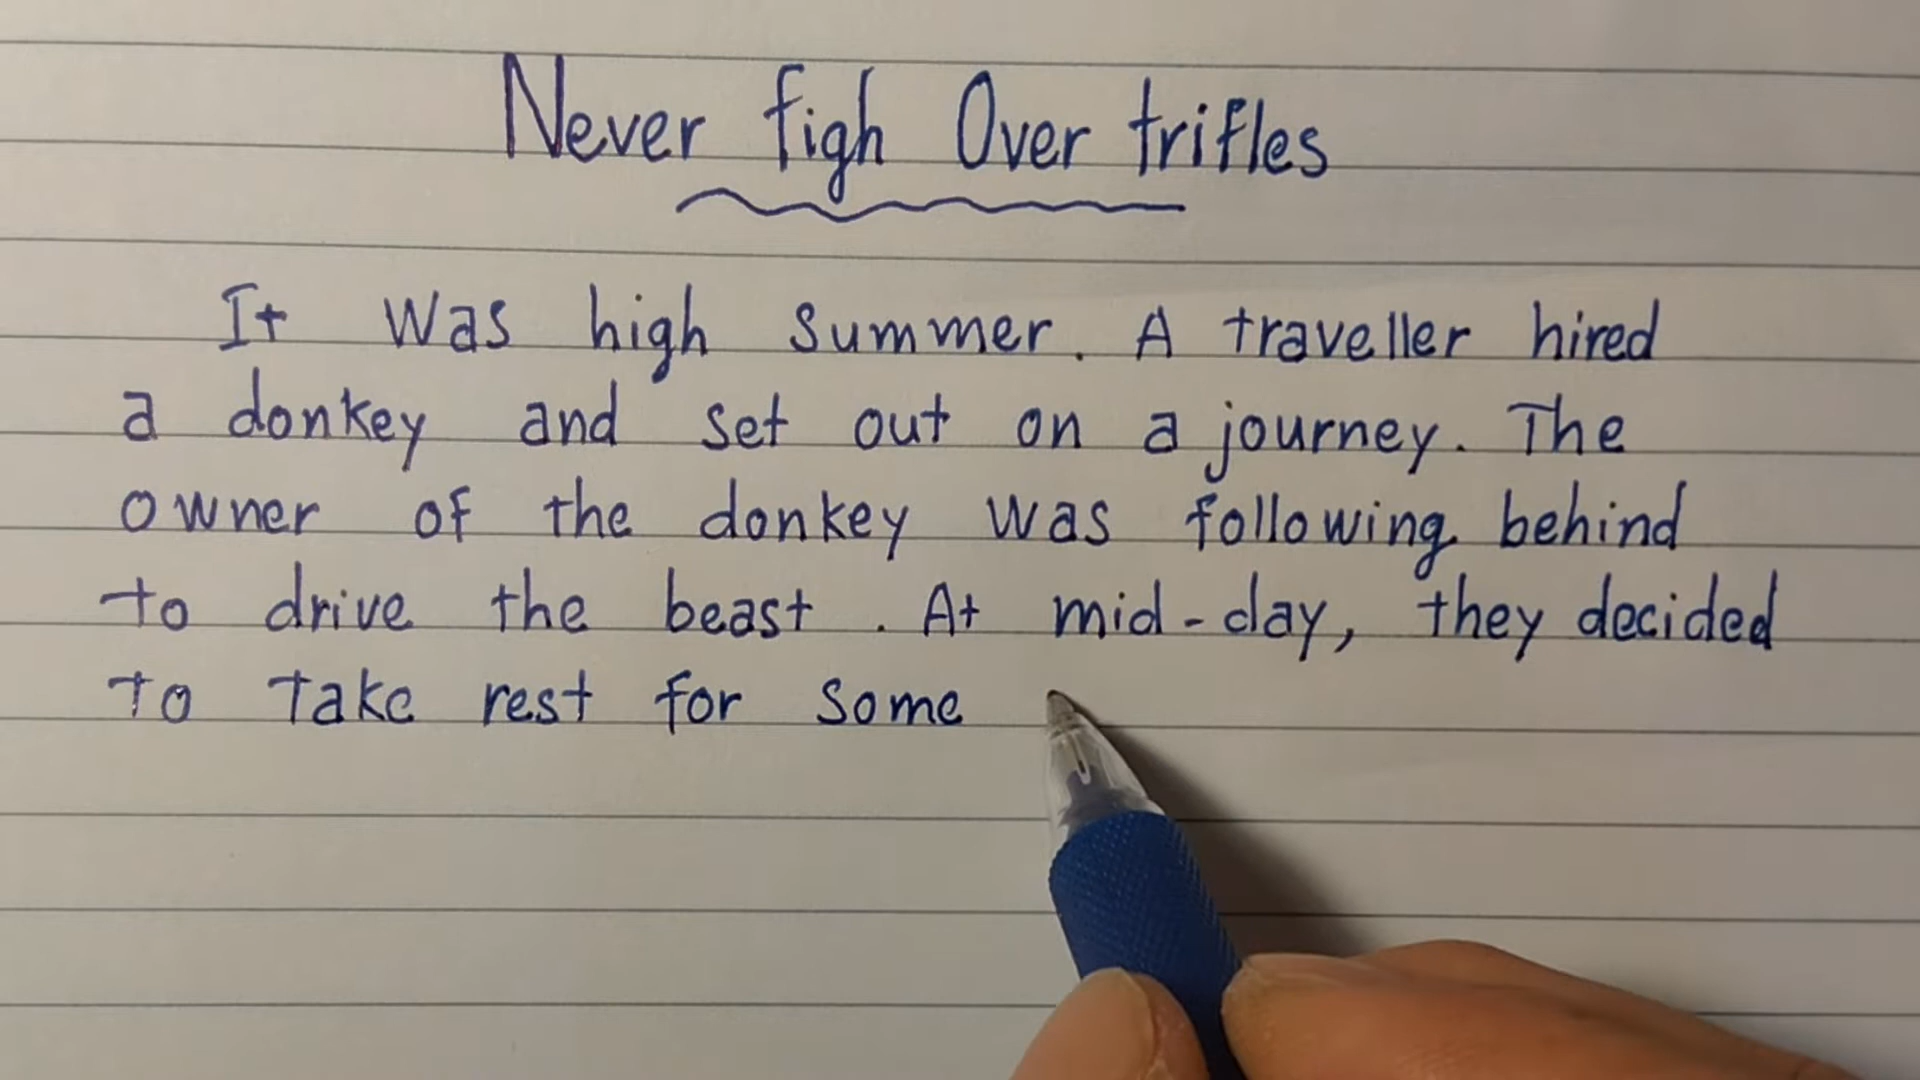 Never figh Over trifles
It was high summer. A traveller hired
a donkey and set out on a journey. The
owner of the donkey was following behind
to drive the beast. At mid-day, they decided
To Take rest for some